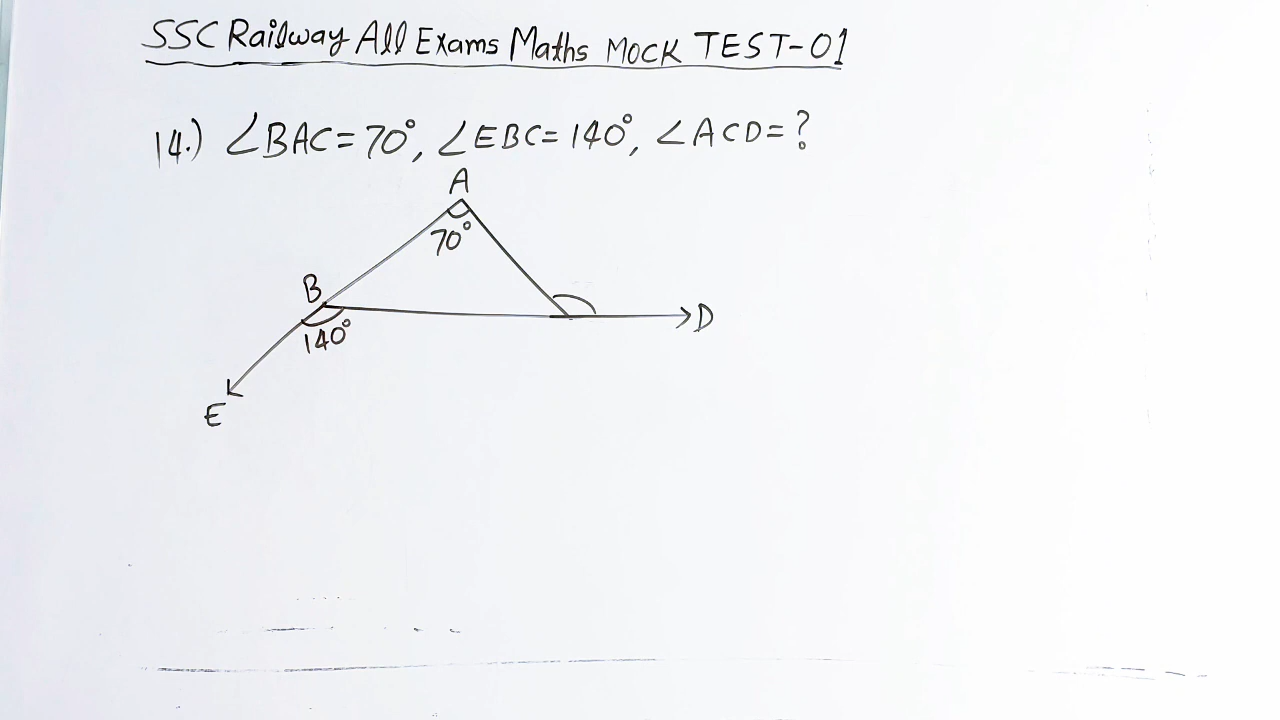 SSC Railway All Exams Maths MOCK TEST-01
14.) ∠BAC=70°, ∠EBC=140°, ∠ACD=?
A
70°
B
140°
D
E